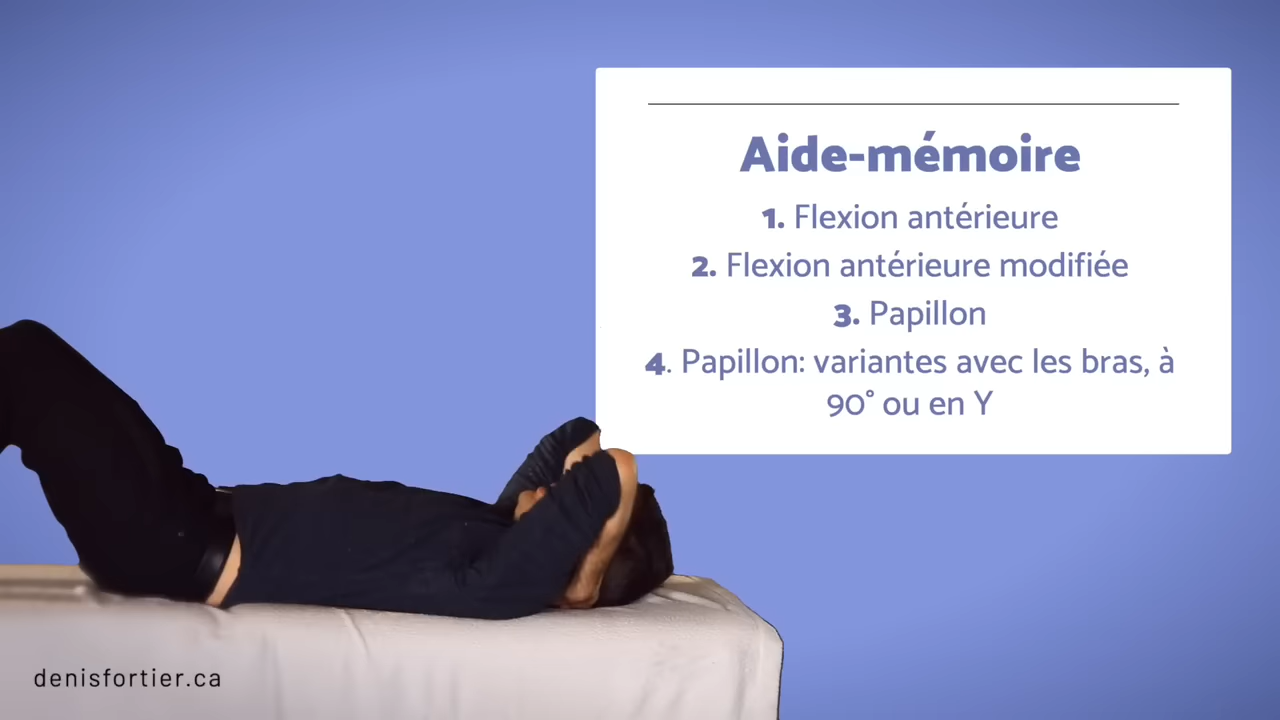 Aide-mémoire
1. Flexion antérieure
2. Flexion antérieure modifiée
3. Papillon
4. Papillon: variantes avec les bras, à
90° ou en Y
denisfortier.ca